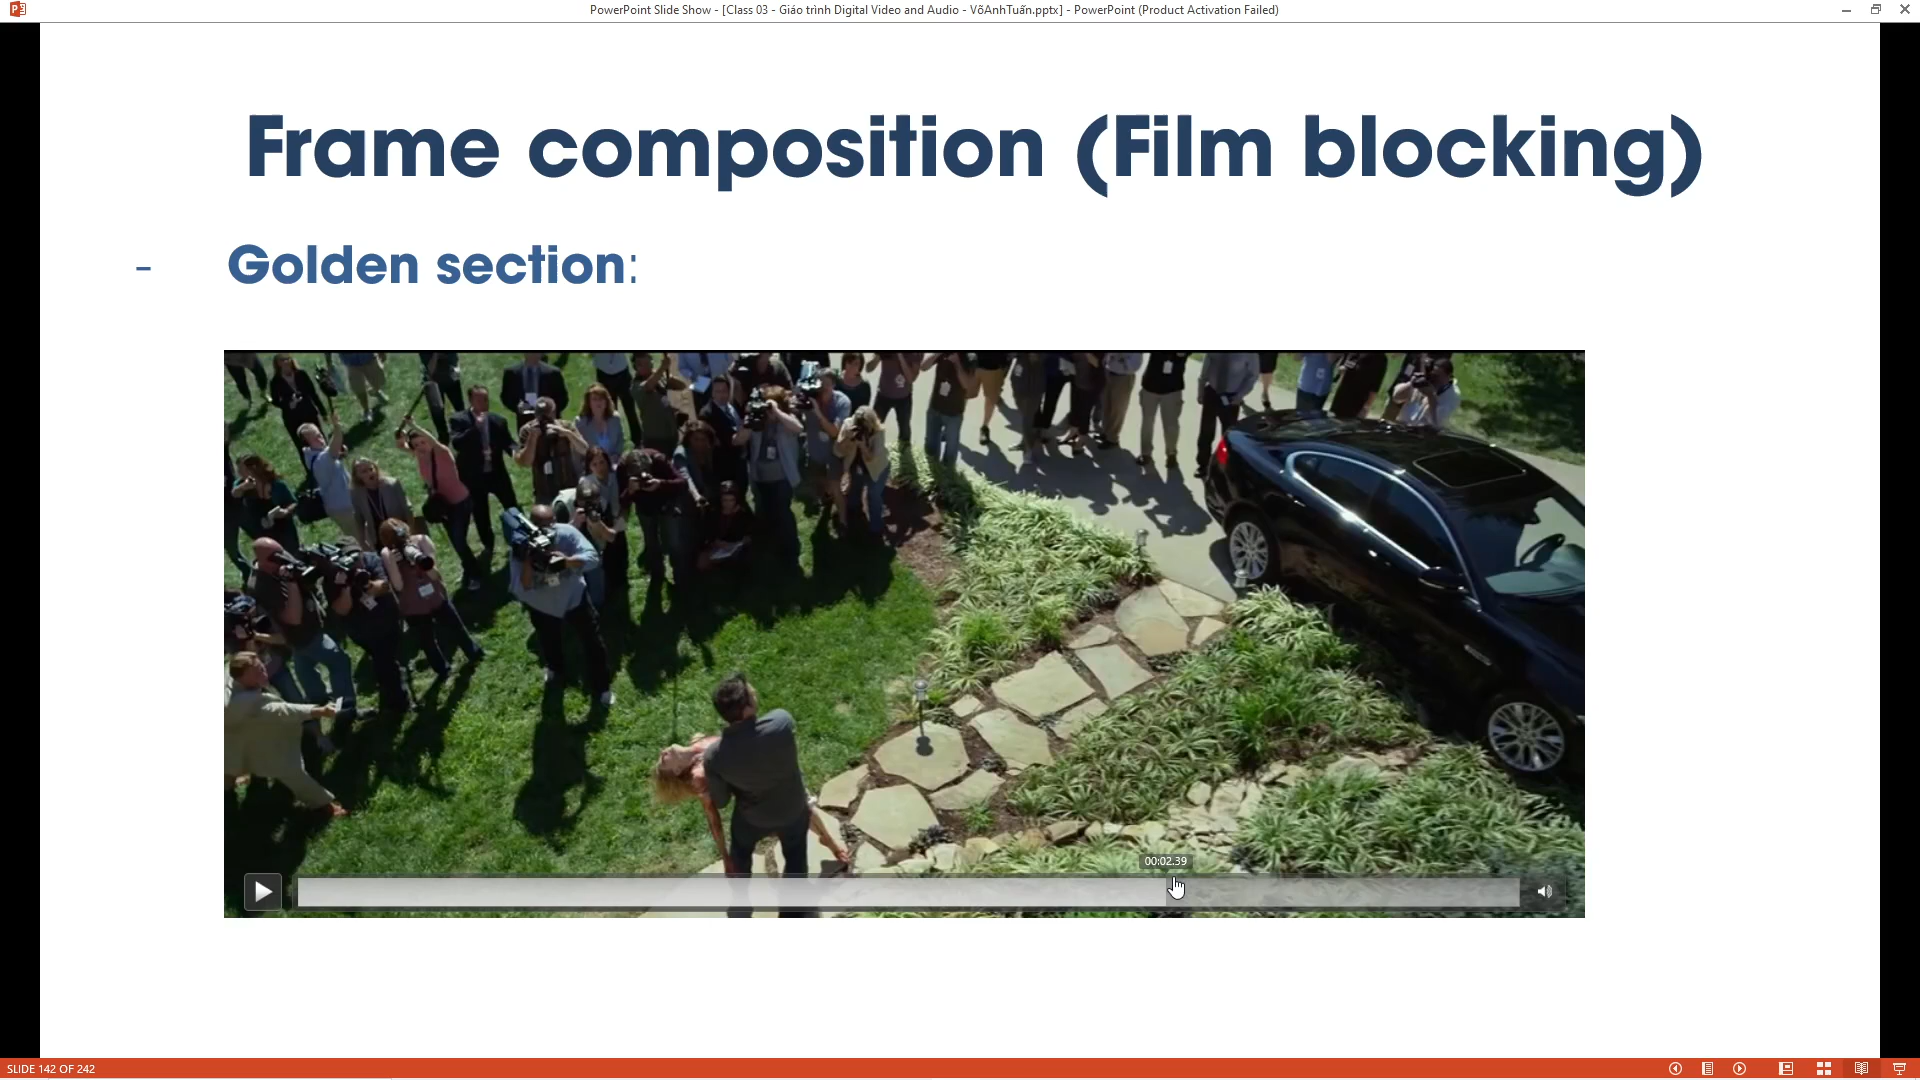 PowerPoint Slide Show - [Class 03 - Giáo trình Digital Video and Audio - VõAnhTuấn.pptx] - PowerPoint (Product Activation Failed)
Frame composition (Film blocking)
- Golden section:
00:02.39
SLIDE 142 OF 242